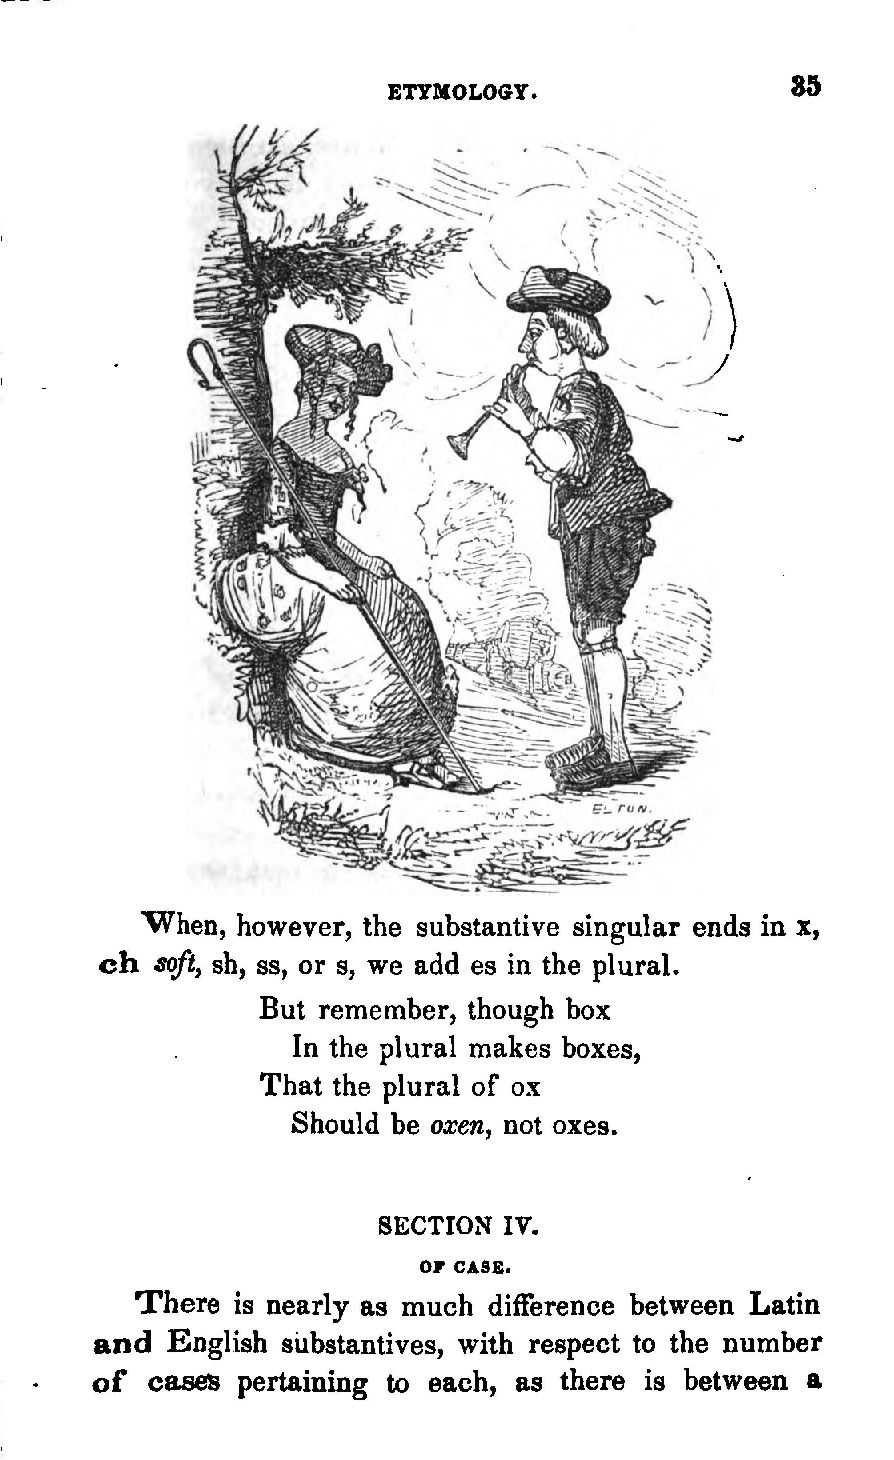 ETYMOLOGY. 35
ELTON.
When, however, the substantive singular ends in x,
ch soft, sh, ss, or s, we add es in the plural.
But remember, though box
In the plural makes boxes,
That the plural of ox
Should be oxen, not oxes.
SECTION IV.
OF CASE.
There is nearly as much difference between Latin
and English substantives, with respect to the number
of cases pertaining to each, as there is between a